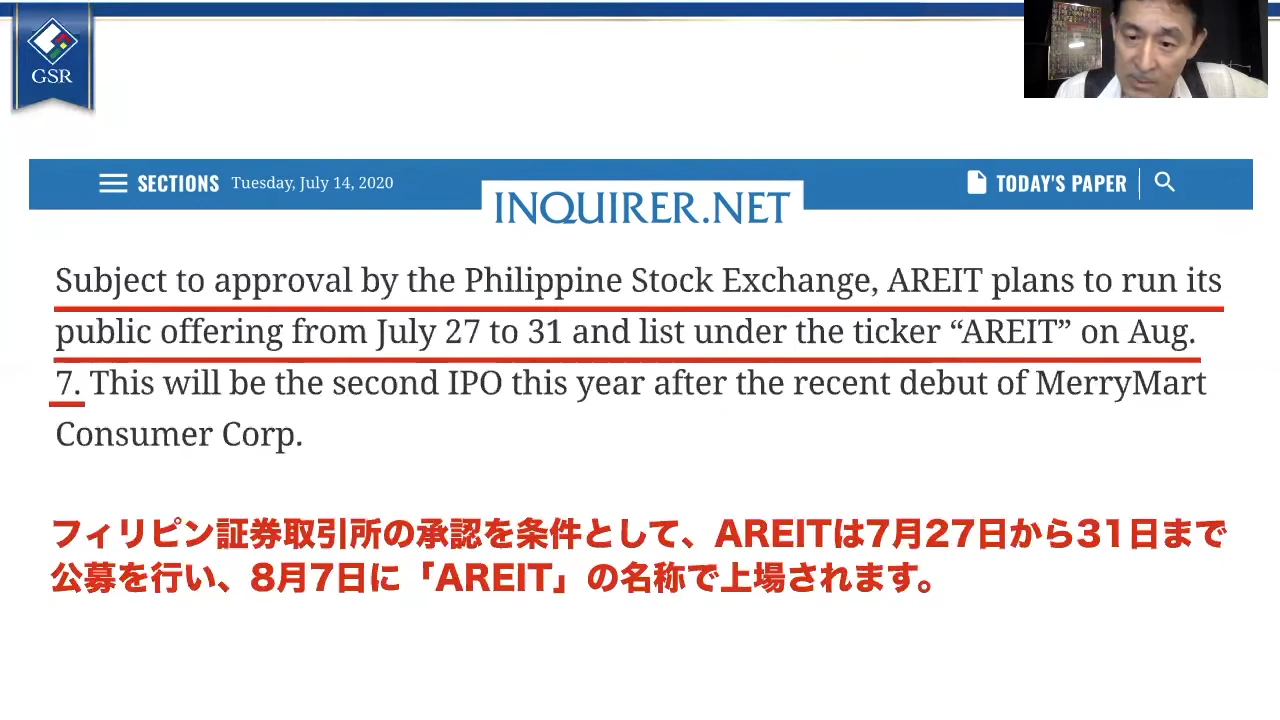 GSR
SECTIONS Tuesday, July 14, 2020
INQUIRER.NET
TODAY'S PAPER
Subject to approval by the Philippine Stock Exchange, AREIT plans to run its
public offering from July 27 to 31 and list under the ticker “AREIT” on Aug.
7. This will be the second IPO this year after the recent debut of MerryMart
Consumer Corp.
フィリピン証券取引所の承認を条件として、AREITは7月27日から31日まで
公募を行い、8月7日に「AREIT」の名称で上場されます。